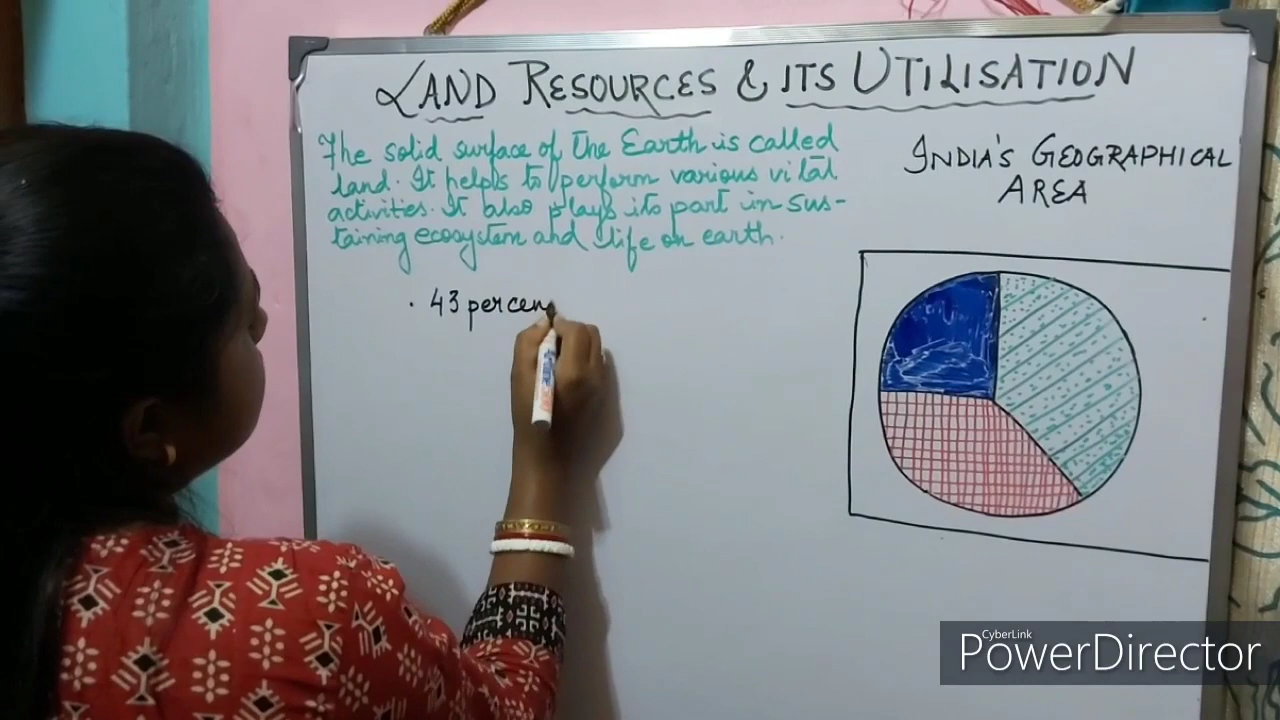 LAND RESOURCES & ITS UTILISATION
The solid surface of the Earth is called
land. It helps to perform various vital
activities. It also plays its part in sus-
taining ecosystem and life on earth.
. 43 percen
INDIA'S GEOGRAPHICAL
AREA
CyberLink
PowerDirector